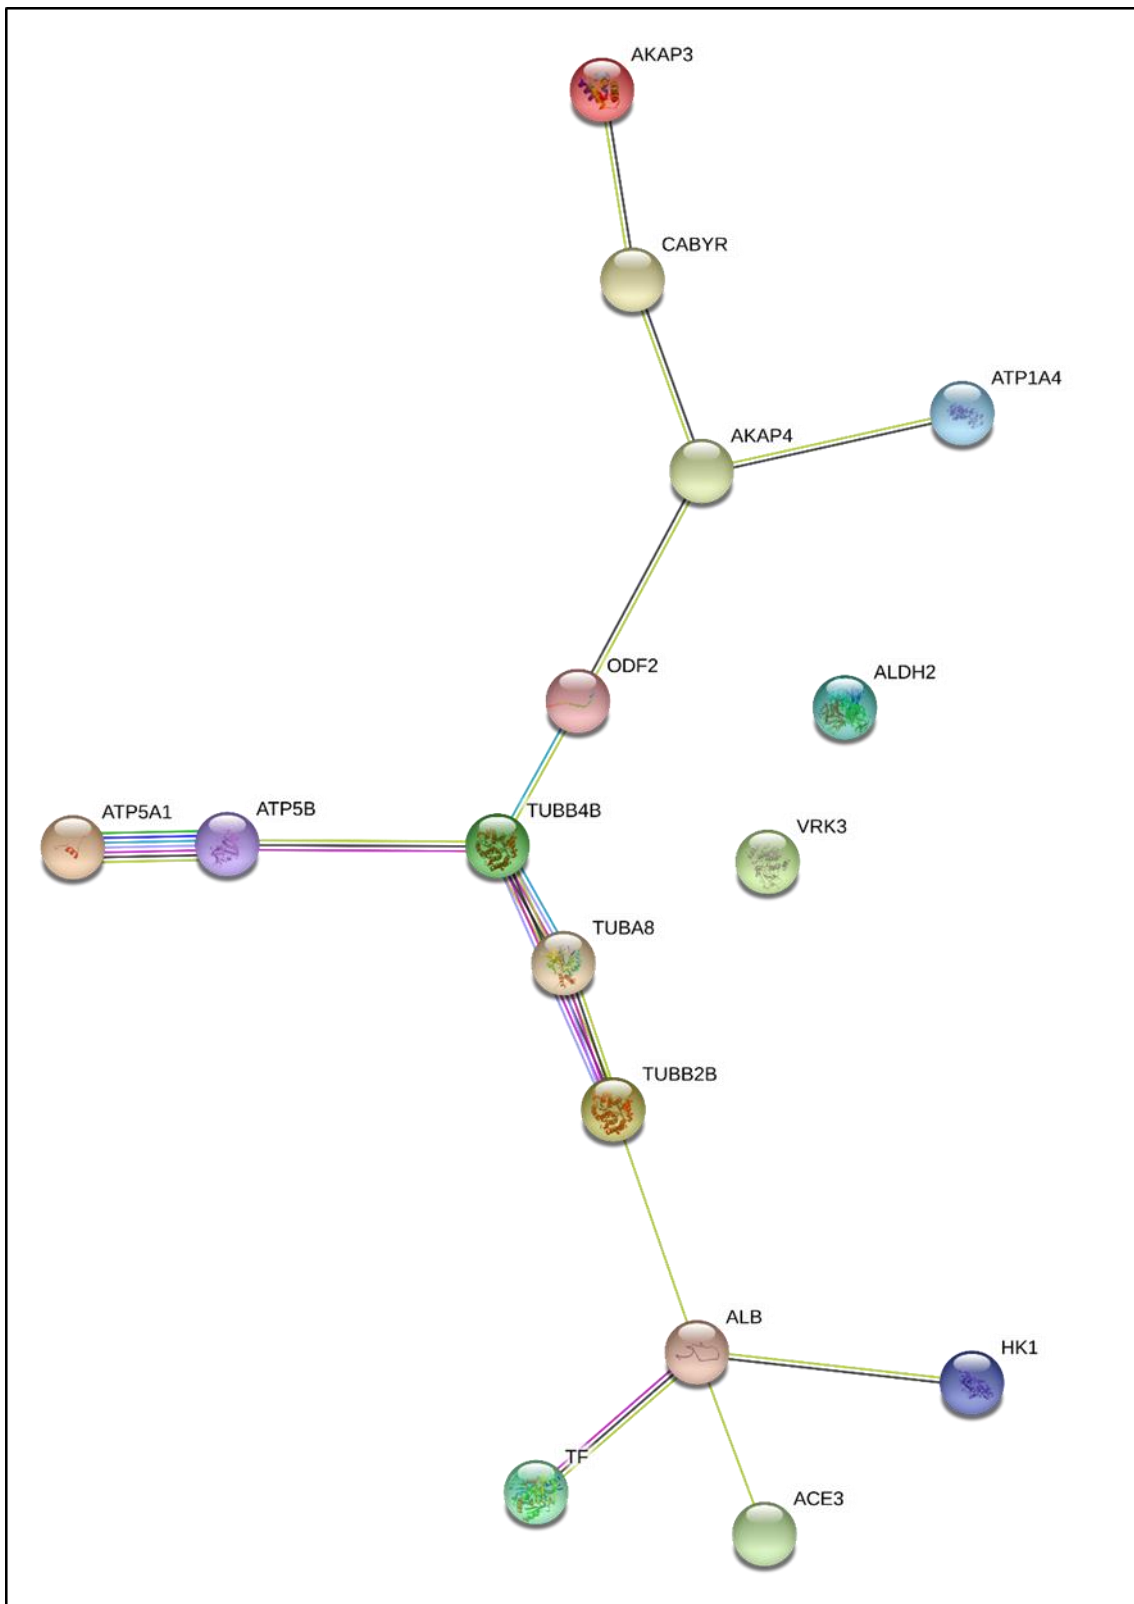 AKAP3
CABYR
ATP1A4
AKAP4
ODF2
ALDH2
ATP5A1
ATP5B
TUBB4B
VRK3
TUBA8
TUBB2B
ALB
HK1
TF
ACE3